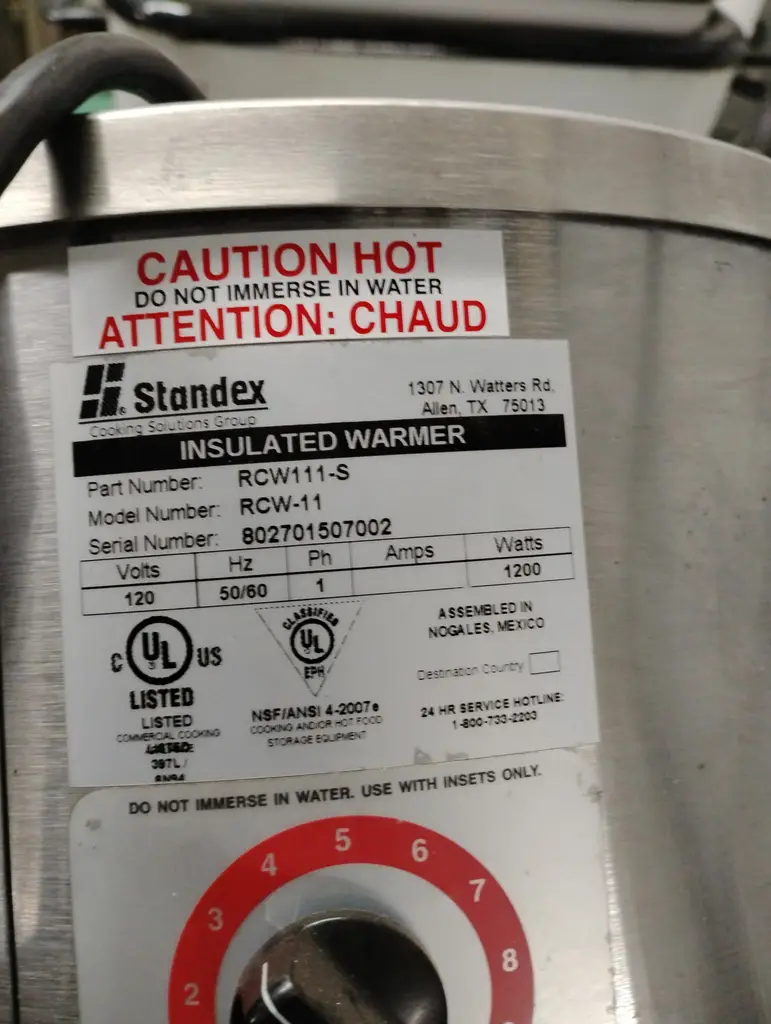 CAUTION HOT
DO NOT IMMERSE IN WATER
ATTENTION: CHAUD
Standex
Cooking Solutions Group
1307 N. Watters Rd,
Allen, TX 75013
INSULATED WARMER
Part Number: RCW111-S
Model Number: RCW-11
Serial Number: 802701507002
Volts Hz Ph Amps Watts
120 50/60 1 1200
C UL US
LISTED
LISTED
COMMERCIAL COOKING
397L /
CLASSIFIED
UL
EPH
NSF/ANSI 4-2007e
COOKING AND/OR HOT FOOD
STORAGE EQUIPMENT
ASSEMBLED IN
NOGALES, MEXICO
Destination Country
24 HR SERVICE HOTLINE:
1-800-733-2203
DO NOT IMMERSE IN WATER. USE WITH INSETS ONLY.
2 3 4 5 6 7 8